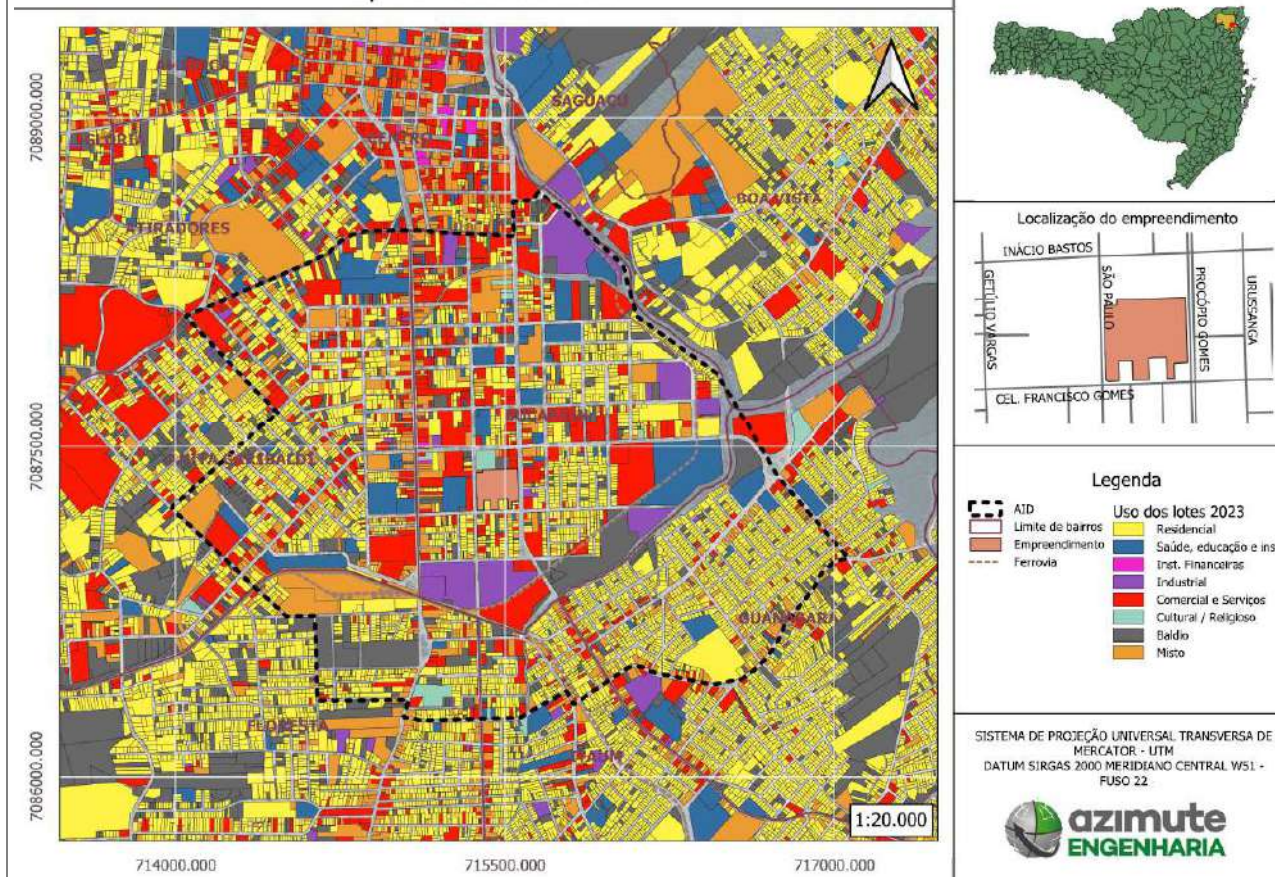 7089000.000
7087500.000
7086000.000
714000.000
715500.000
717000.000
SAGUAÇU
BOA VISTA
ATIRADORES
FLORESTA
1:20.000
Localização do empreendimento
INÁCIO BASTOS
GETÚLIO VARGAS
SÃO PAULO
PROCÓPIO GOMES
URUSSANGA
CEL. FRANCISCO GOMES
Legenda
AID
Limite de bairros
Empreendimento
Ferrovia
Uso dos lotes 2023
Residencial
Saúde, educação e ins
Inst. Financeiras
Industrial
Comercial e Serviços
Cultural / Religioso
Baldio
Misto
SISTEMA DE PROJEÇÃO UNIVERSAL TRANSVERSA DE
MERCATOR - UTM
DATUM SIRGAS 2000 MERIDIANO CENTRAL W51 -
FUSO 22
azimute
ENGENHARIA